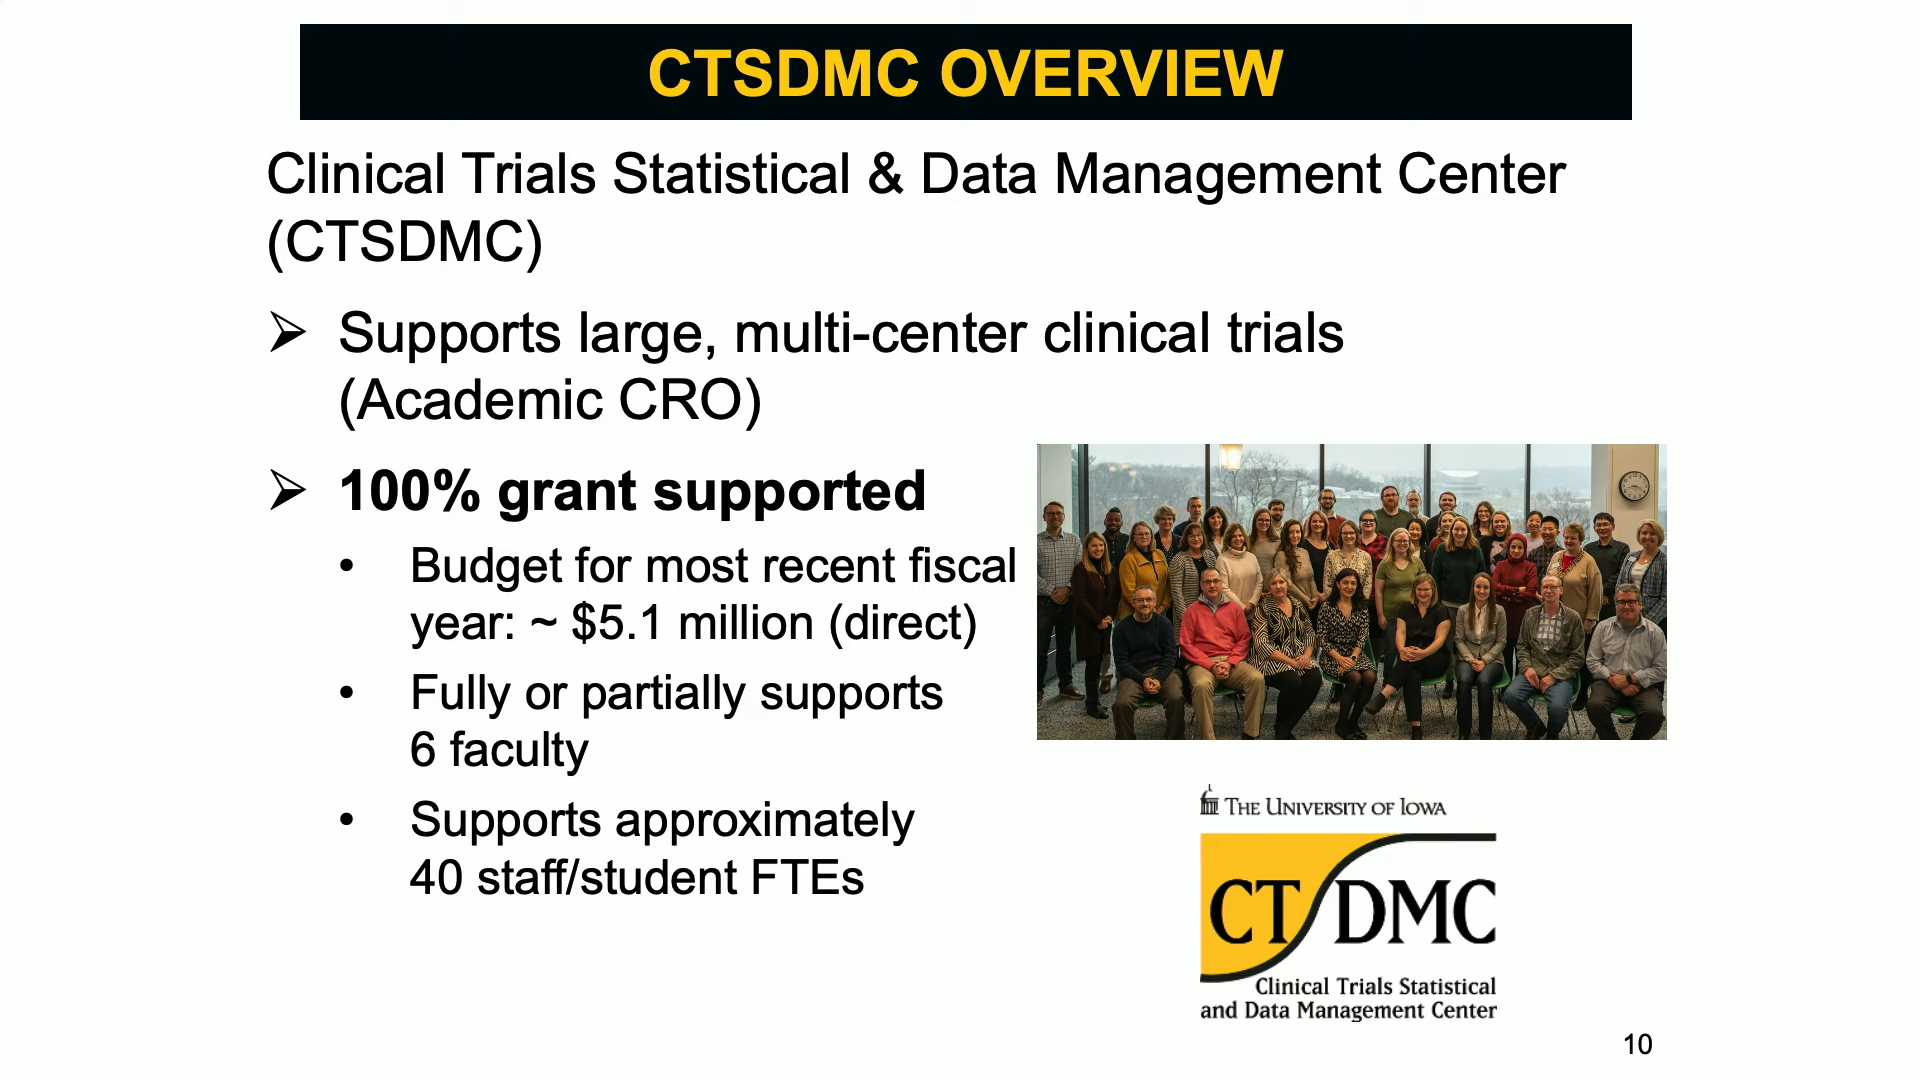 CTSDMC OVERVIEW
Clinical Trials Statistical & Data Management Center
(CTSDMC)
➢ Supports large, multi-center clinical trials
(Academic CRO)
➢ 100% grant supported
• Budget for most recent fiscal
year: ~ $5.1 million (direct)
• Fully or partially supports
6 faculty
• Supports approximately
40 staff/student FTEs
THE UNIVERSITY OF IOWA
CTSDMC
Clinical Trials Statistical
and Data Management Center
10